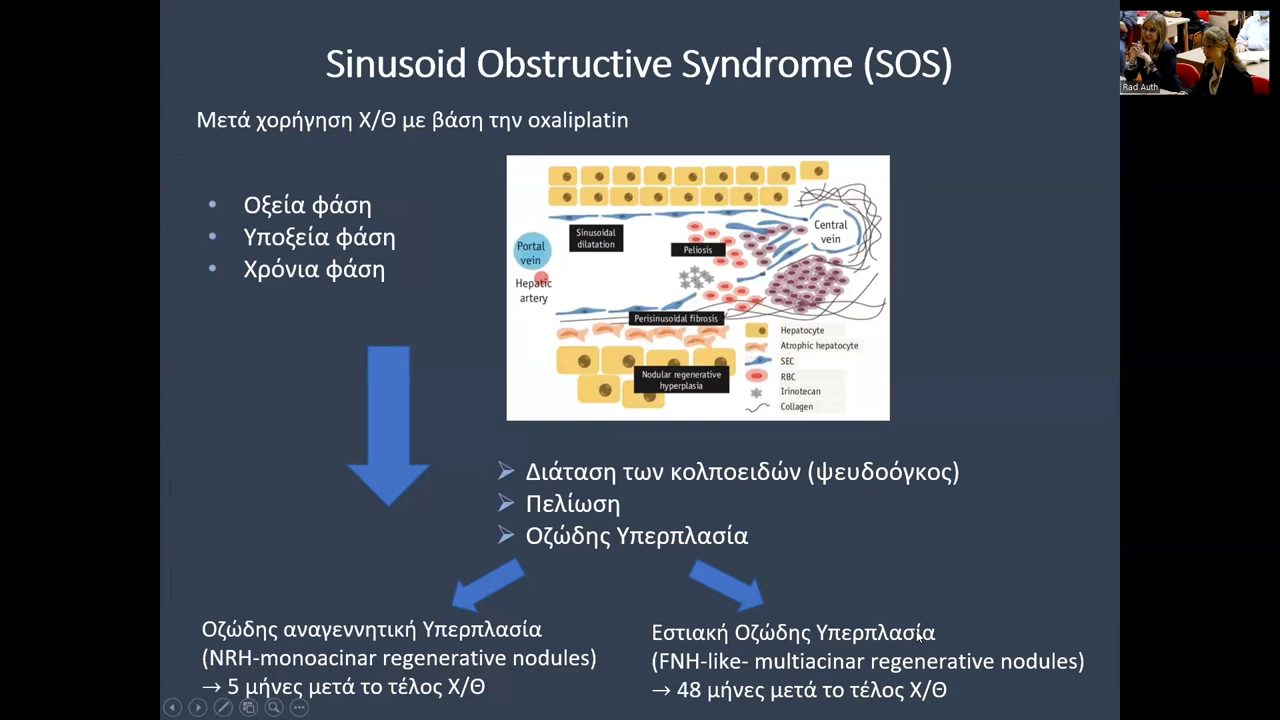 Sinusoid Obstructive Syndrome (SOS)
Rad Auth
Μετά χορήγηση Χ/Θ με βάση την oxaliplatin
• Οξεία φάση
• Υποξεία φάση
• Χρόνια φάση
Sinusoidal
dilatation
Peliosis
Central
vein
Portal
vein
Hepatic
artery
Perisinusoidal fibrosis
Nodular regenerative
hyperplasia
Hepatocyte
Atrophic hepatocyte
SEC
RBC
Irinotecan
Collagen
➢ Διάταση των κολποειδών (ψευδοόγκος)
➢ Πελίωση
➢ Οζώδης Υπερπλασία
Οζώδης αναγεννητική Υπερπλασία
(NRH-monoacinar regenerative nodules)
→ 5 μήνες μετά το τέλος Χ/Θ
Εστιακή Οζώδης Υπερπλασία
(FNH-like- multiacinar regenerative nodules)
→ 48 μήνες μετά το τέλος Χ/Θ